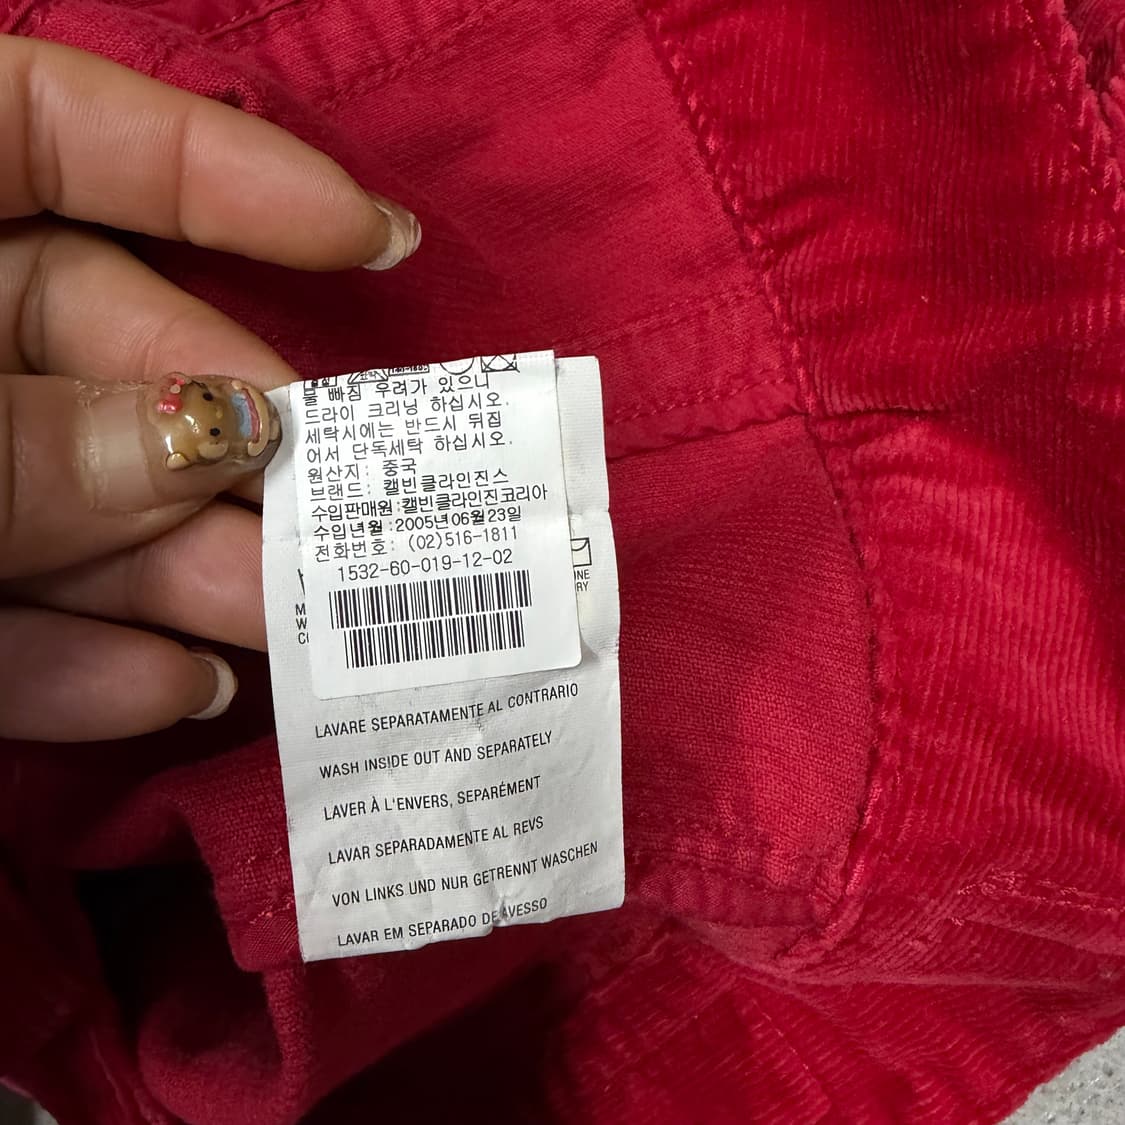 물 빠짐 우려가 있으니
드라이 크리닝 하십시오.
세탁시에는 반드시 뒤집
어서 단독세탁 하십시오.
원산지: 중국
브랜드: 캘빈클라인진스
수입판매원:캘빈클라인진코리아
수입년월:2005년06월23일
전화번호: (02)516-1811
1532-60-019-12-02
LAVARE SEPARATAMENTE AL CONTRARIO
WASH INSIDE OUT AND SEPARATELY
LAVER À L'ENVERS, SEPARÉMENT
LAVAR SEPARADAMENTE AL REVS
VON LINKS UND NUR GETRENNT WASCHEN
LAVAR EM SEPARADO DE AVESSO